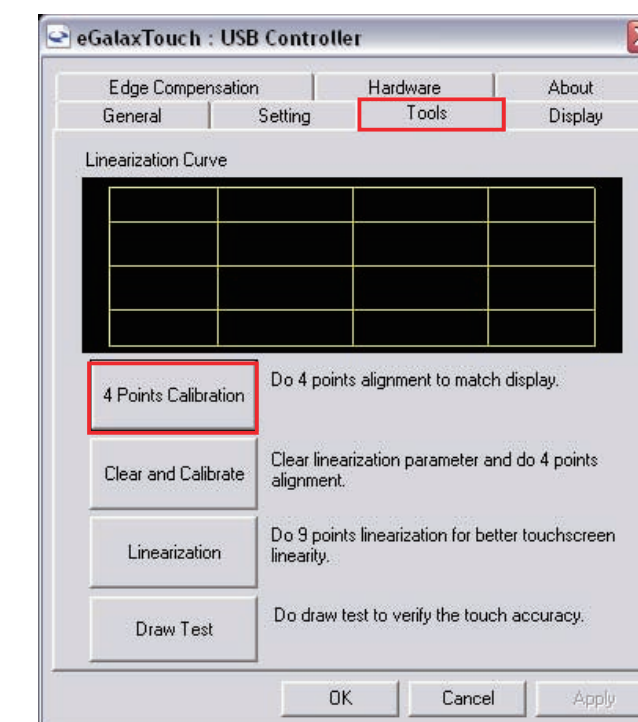 eGalaxTouch : USB Controller
Edge Compensation Hardware About
General Setting Tools Display
Linearization Curve
4 Points Calibration
Do 4 points alignment to match display.
Clear and Calibrate
Clear linearization parameter and do 4 points
alignment.
Linearization
Do 9 points linearization for better touchscreen
linearity.
Draw Test
Do draw test to verify the touch accuracy.
OK Cancel Apply